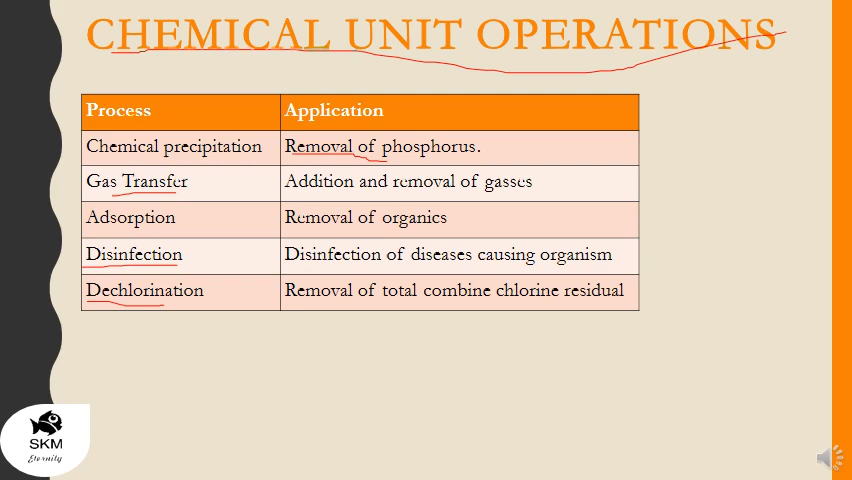 CHEMICAL UNIT OPERATIONS
Process Application
Chemical precipitation Removal of phosphorus.
Gas Transfer Addition and removal of gasses
Adsorption Removal of organics
Disinfection Disinfection of diseases causing organism
Dechlorination Removal of total combine chlorine residual
SKM
Eternity